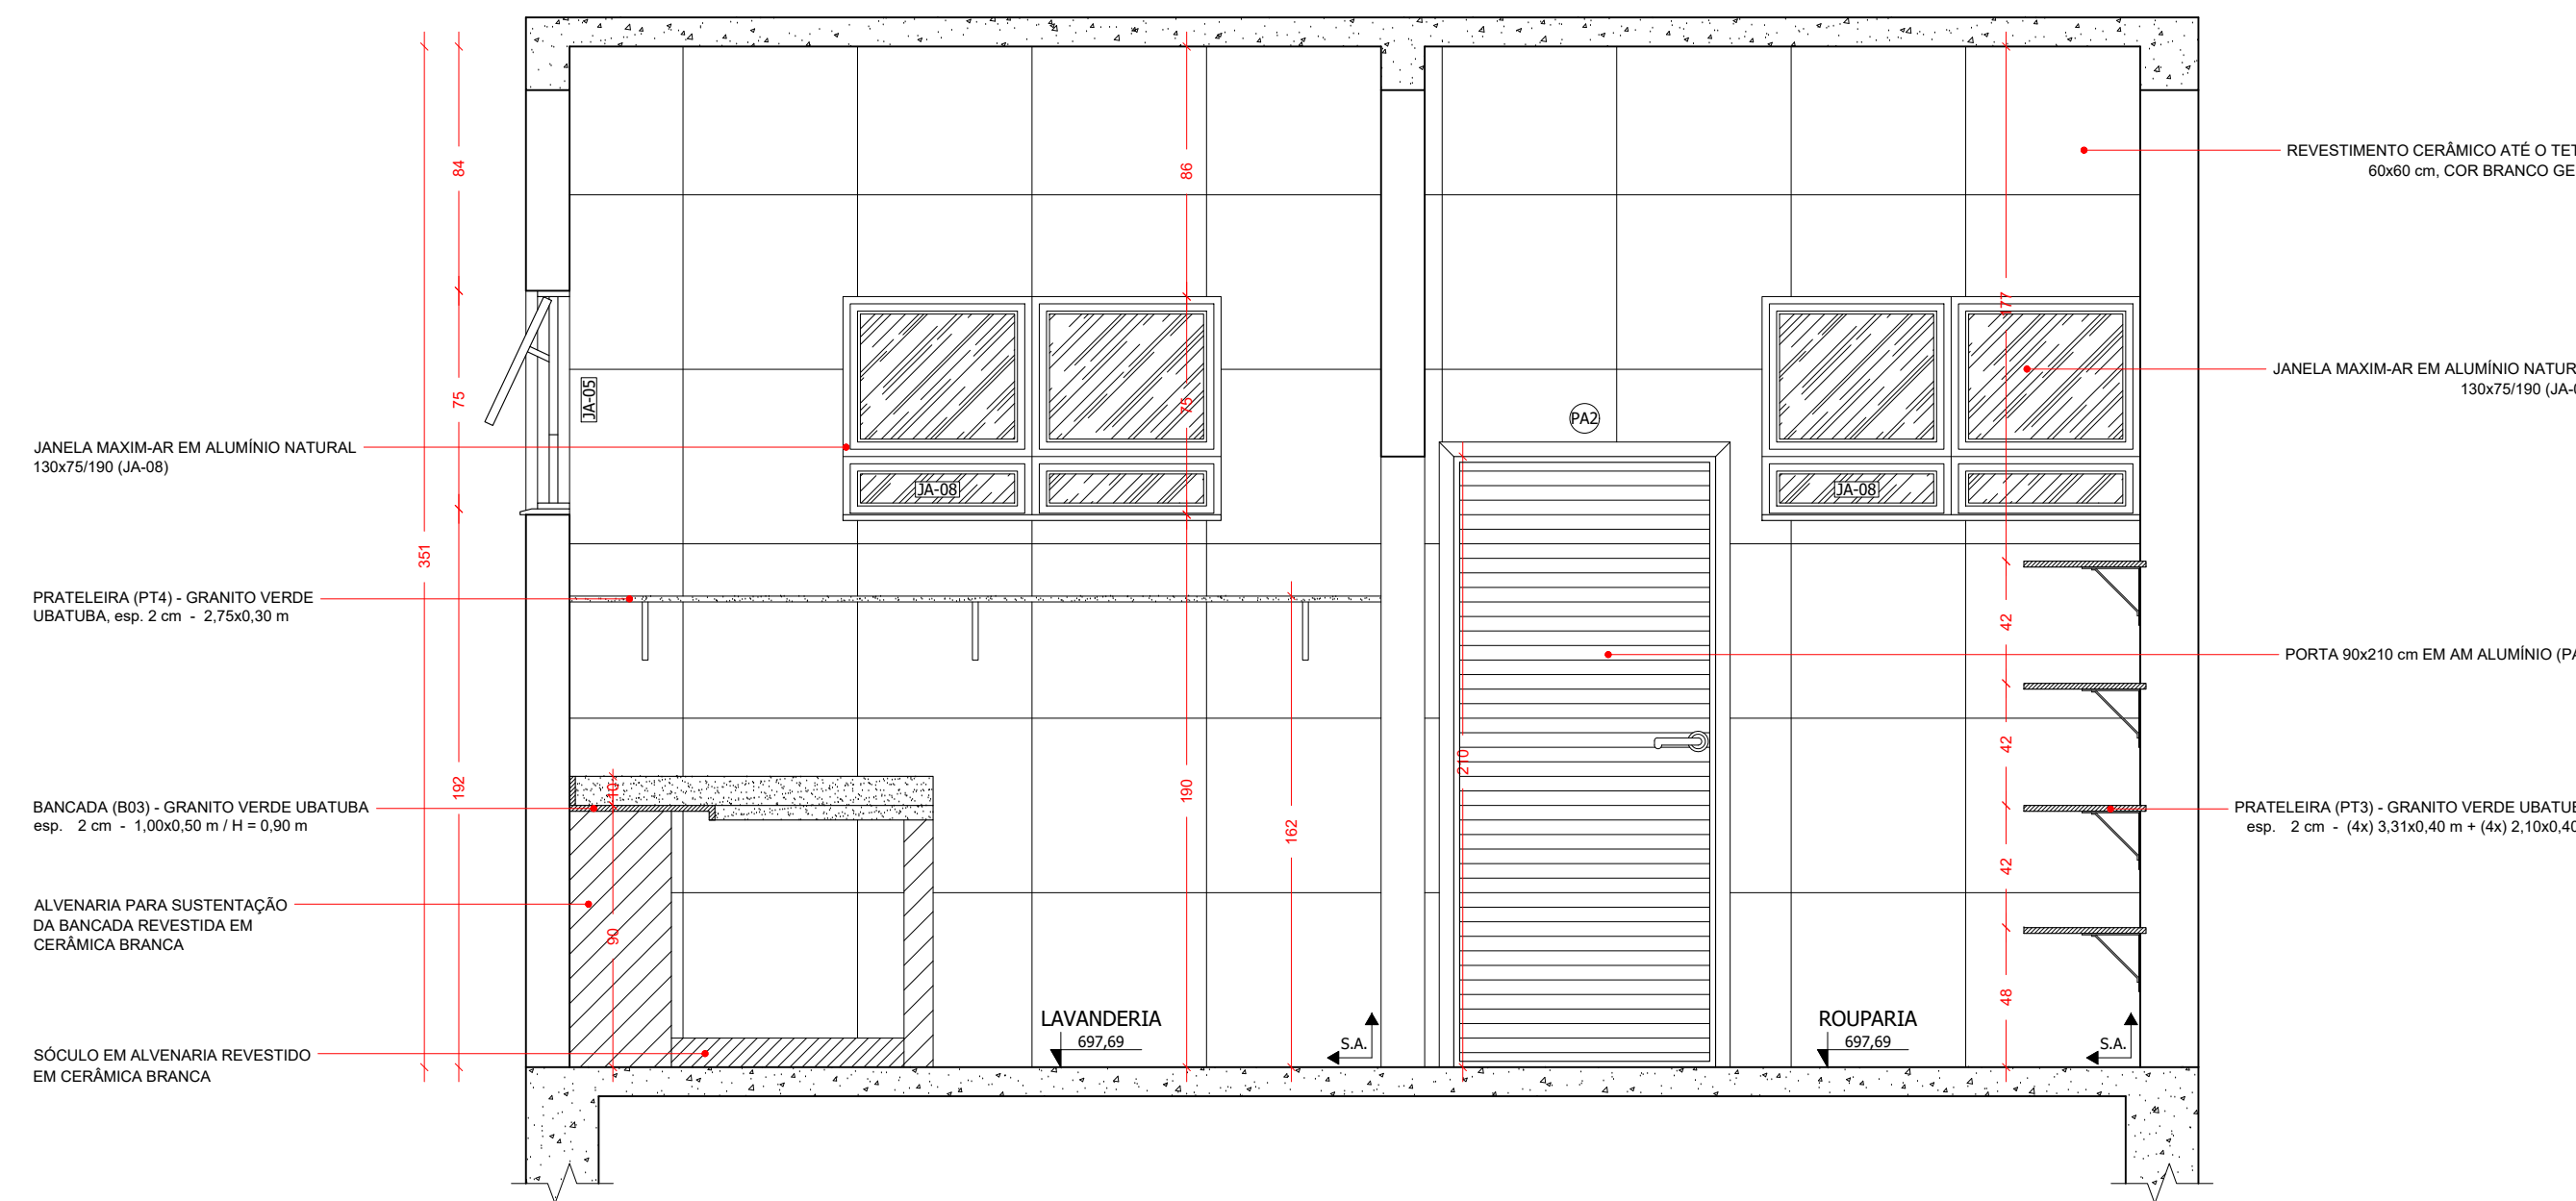 84
75
192
351
JANELA MAXIM-AR EM ALUMÍNIO NATURAL
130x75/190 (JA-08)
PRATELEIRA (PT4) - GRANITO VERDE
UBATUBA, esp. 2 cm - 2,75x0,30 m
BANCADA (B03) - GRANITO VERDE UBATUBA
esp. 2 cm - 1,00x0,50 m / H = 0,90 m
ALVENARIA PARA SUSTENTAÇÃO
DA BANCADA REVESTIDA EM
CERÂMICA BRANCA
SÓCULO EM ALVENARIA REVESTIDO
EM CERÂMICA BRANCA
JA-05
JA-08
86
75
190
162
10
90
LAVANDERIA
697,69
S.A.
PA2
210
JA-08
ROUPARIA
697,69
S.A.
177
42
42
42
48
REVESTIMENTO CERÂMICO ATÉ O TET
60x60 cm, COR BRANCO GE
JANELA MAXIM-AR EM ALUMÍNIO NATUR
130x75/190 (JA-0
PORTA 90x210 cm EM AM ALUMÍNIO (PA
PRATELEIRA (PT3) - GRANITO VERDE UBATUB
esp. 2 cm - (4x) 3,31x0,40 m + (4x) 2,10x0,40